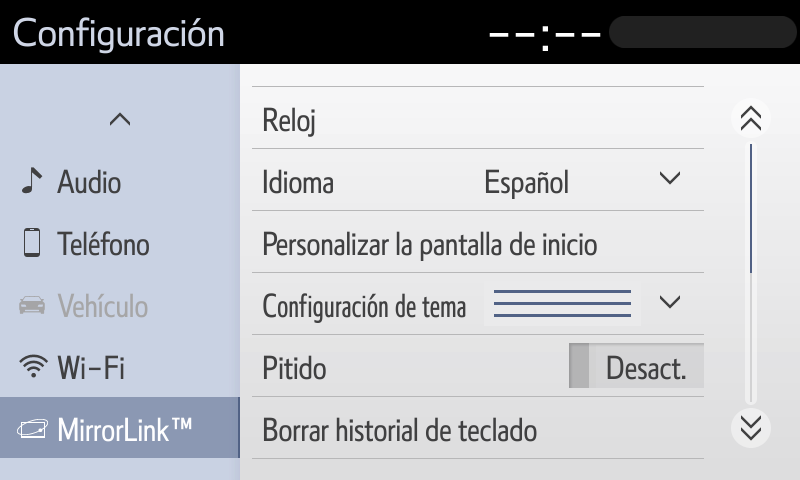 Configuración --:--
Audio
Teléfono
Vehículo
Wi-Fi
MirrorLink™
Reloj
Idioma Español
Personalizar la pantalla de inicio
Configuración de tema
Pitido Desact.
Borrar historial de teclado